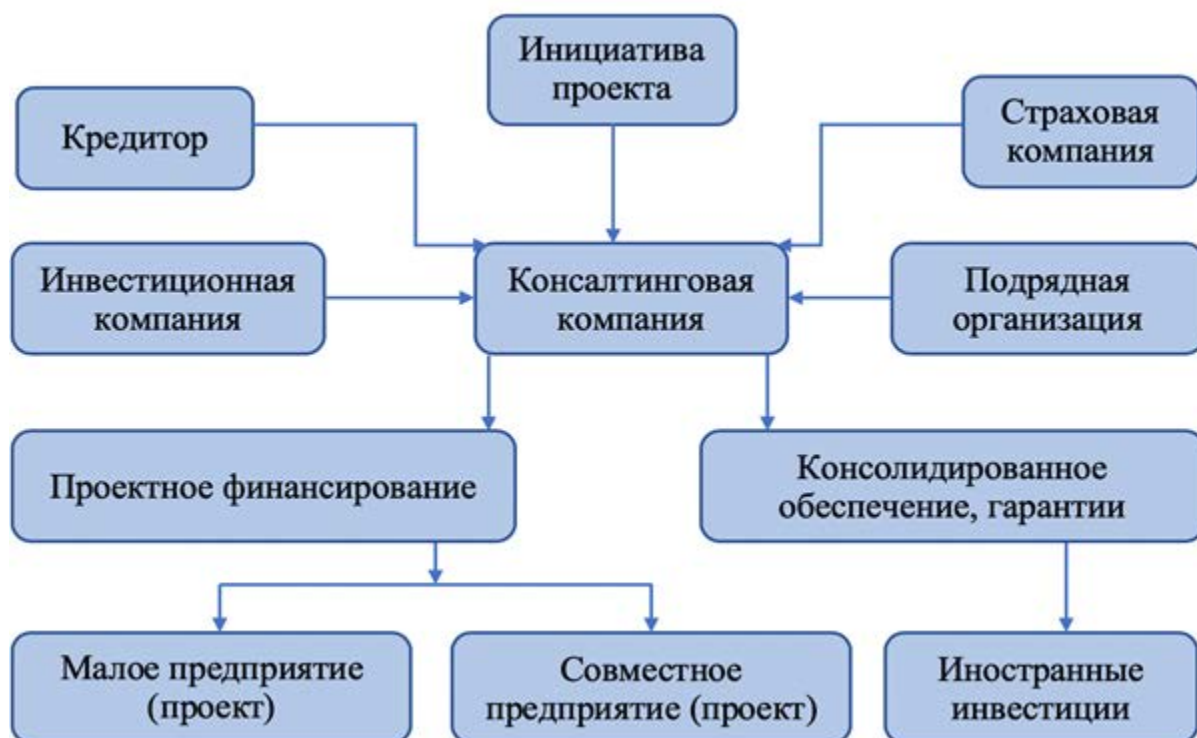 Инициатива
проекта
Кредитор
Страховая
компания
Инвестиционная
компания
Консалтинговая
компания
Подрядная
организация
Проектное финансирование
Консолидированное
обеспечение, гарантии
Малое предприятие
(проект)
Совместное
предприятие (проект)
Иностранные
инвестиции